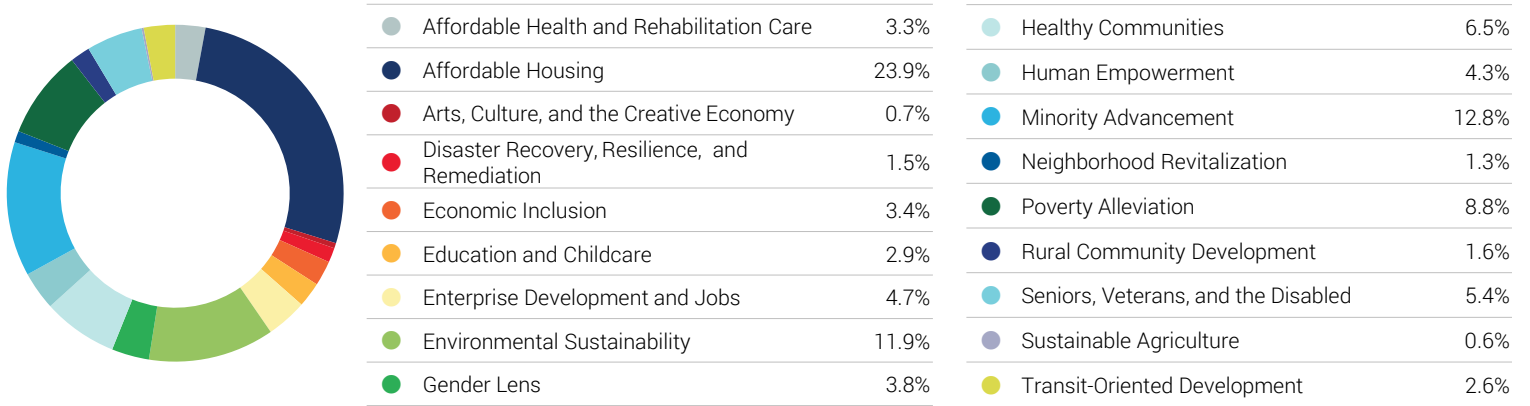 Affordable Health and Rehabilitation Care 3.3%
Affordable Housing 23.9%
Arts, Culture, and the Creative Economy 0.7%
Disaster Recovery, Resilience, and
Remediation 1.5%
Economic Inclusion 3.4%
Education and Childcare 2.9%
Enterprise Development and Jobs 4.7%
Environmental Sustainability 11.9%
Gender Lens 3.8%
Healthy Communities 6.5%
Human Empowerment 4.3%
Minority Advancement 12.8%
Neighborhood Revitalization 1.3%
Poverty Alleviation 8.8%
Rural Community Development 1.6%
Seniors, Veterans, and the Disabled 5.4%
Sustainable Agriculture 0.6%
Transit-Oriented Development 2.6%